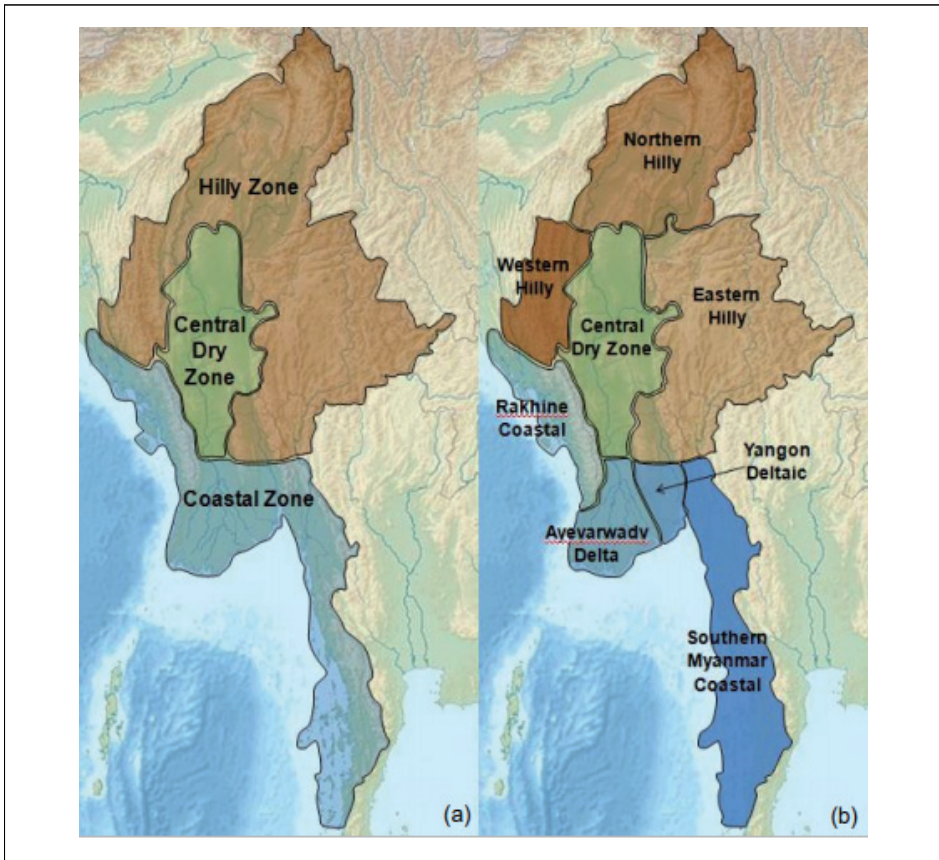 Hilly Zone
Central
Dry
Zone
Coastal Zone
(a)
Northern
Hilly
Western
Hilly
Eastern
Hilly
Central
Dry Zone
Rakhine
Coastal
Yangon
Deltaic
Ayeyarwady
Delta
Southern
Myanmar
Coastal
(b)